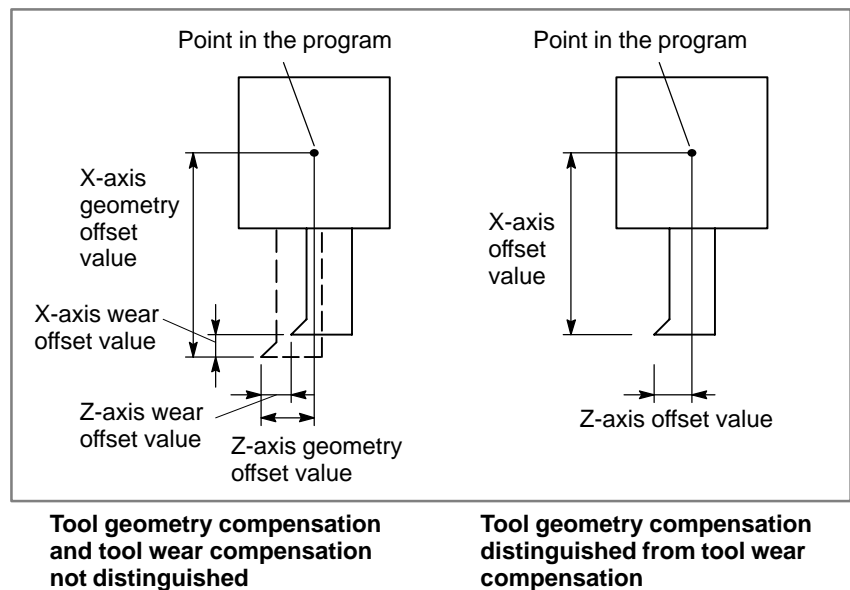 Point in the program
X-axis
geometry
offset
value
X-axis wear
offset value
Z-axis wear
offset value
Z-axis geometry
offset value
Point in the program
X-axis
offset
value
Z-axis offset value
Tool geometry compensation
and tool wear compensation
not distinguished
Tool geometry compensation
distinguished from tool wear
compensation